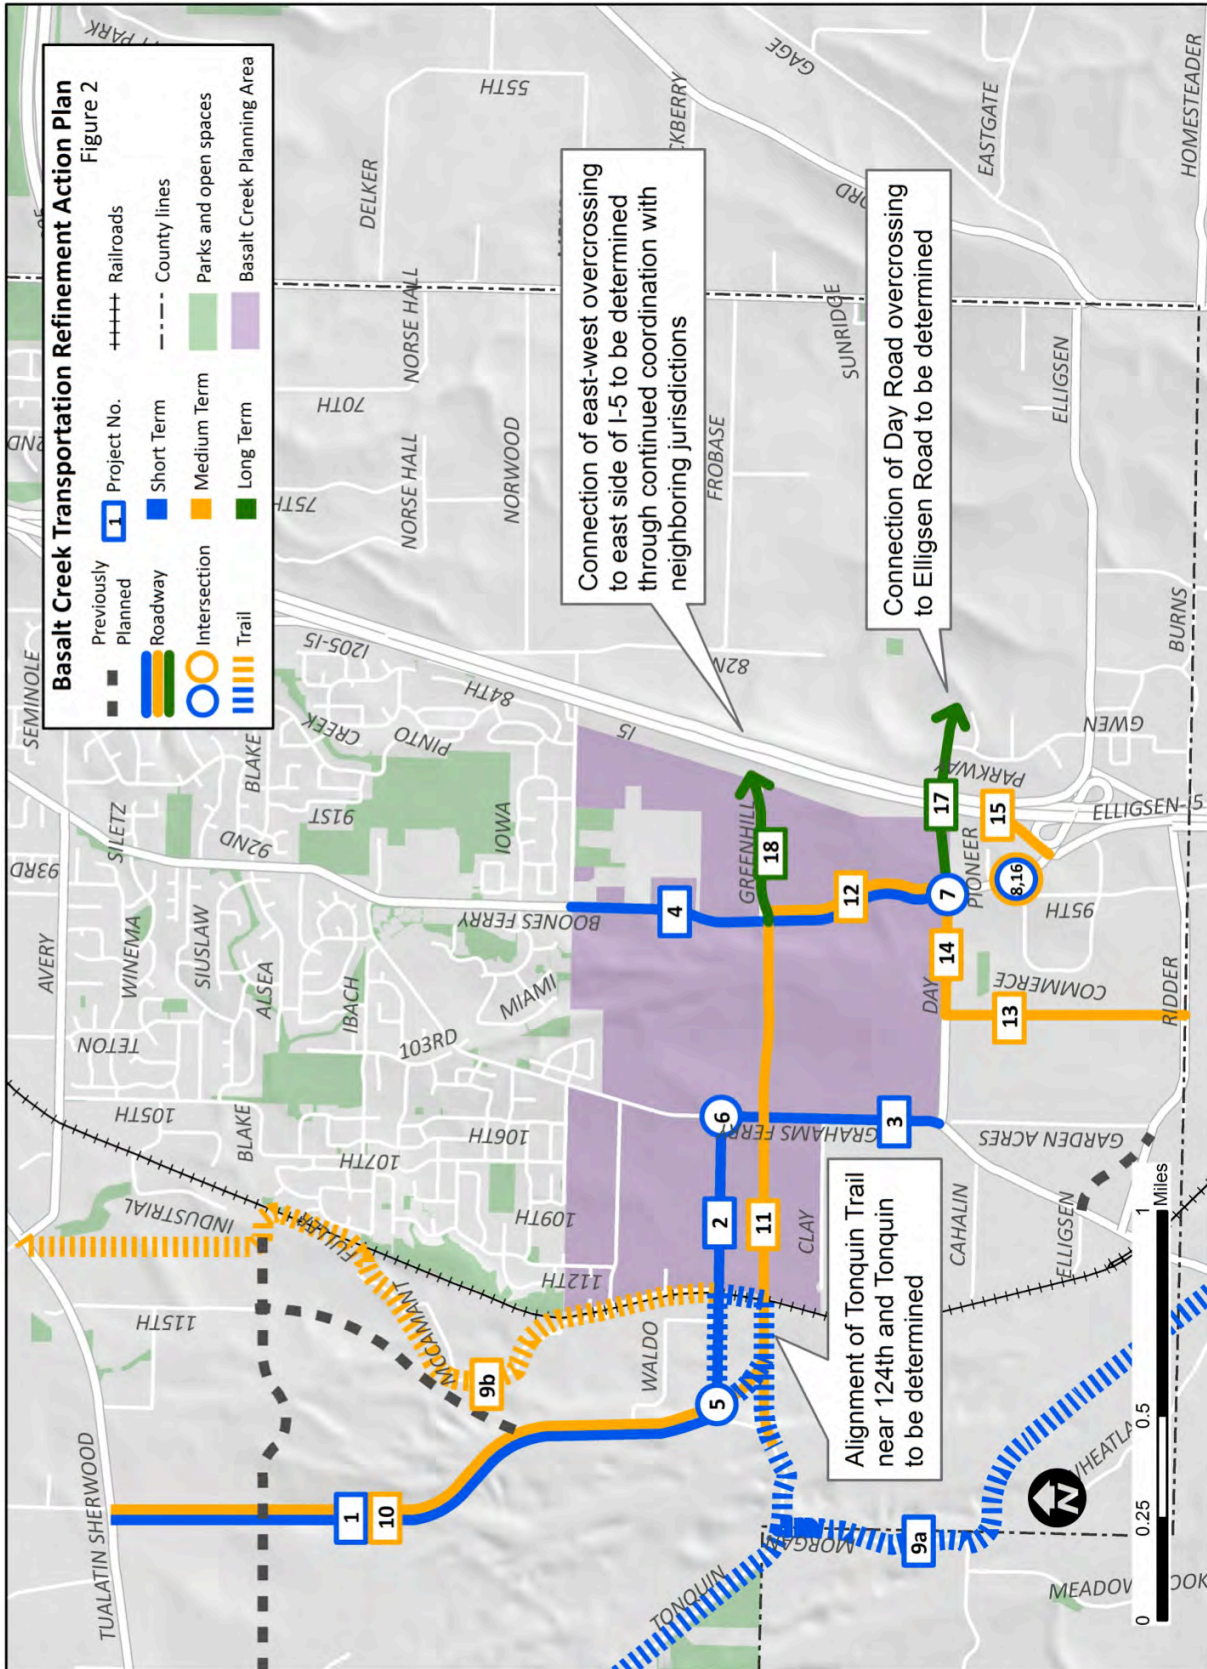 Basalt Creek Transportation Refinement Action Plan
Figure 2
Previously
Planned
Roadway
Intersection
Trail
1
Project No.
Short Term
Medium Term
Long Term
Railroads
County lines
Parks and open spaces
Basalt Creek Planning Area
Connection of east-west overcrossing
to east side of I-5 to be determined
through continued coordination with
neighboring jurisdictions
Connection of Day Road overcrossing
to Elligsen Road to be determined
Alignment of Tonquin Trail
near 124th and Tonquin
to be determined
TUALATIN SHERWOOD
115TH
INDUSTRIAL
105TH
AVERY
TETON
WINEMA
SILETZ
93RD
SEMINOLE
PARK
SIUSLAW
ALSEA
BLAKE
92ND
BLAKE
91ST
CREEK
PINTO
84TH
I205-I5
IBACH
BLAKE
107TH
106TH
109TH
112TH
103RD
MIAMI
BOONES FERRY
IOWA
MCCAMANT
WALDO
I5
75TH
70TH
55TH
DELKER
NORSE HALL
NORSE HALL
NORWOOD
FROBASE
SUNRIDGE
GAGE
EASTGATE
HOMESTEADER
ELLIGSEN
BURNS
GWEN
PARKWAY
ELLIGSEN-I5
PIONEER
95TH
COMMERCE
RIDDER
DAY
GREENHILL
GRAHAMS FERRY
GARDEN ACRES
CLAY
CAHALIN
ELLIGSEN
MORGAN
TONQUIN
1
10
9b
5
2
11
6
3
4
18
12
7
17
14
13
15
8,16
9a
N
0
0.25
0.5
1
Miles